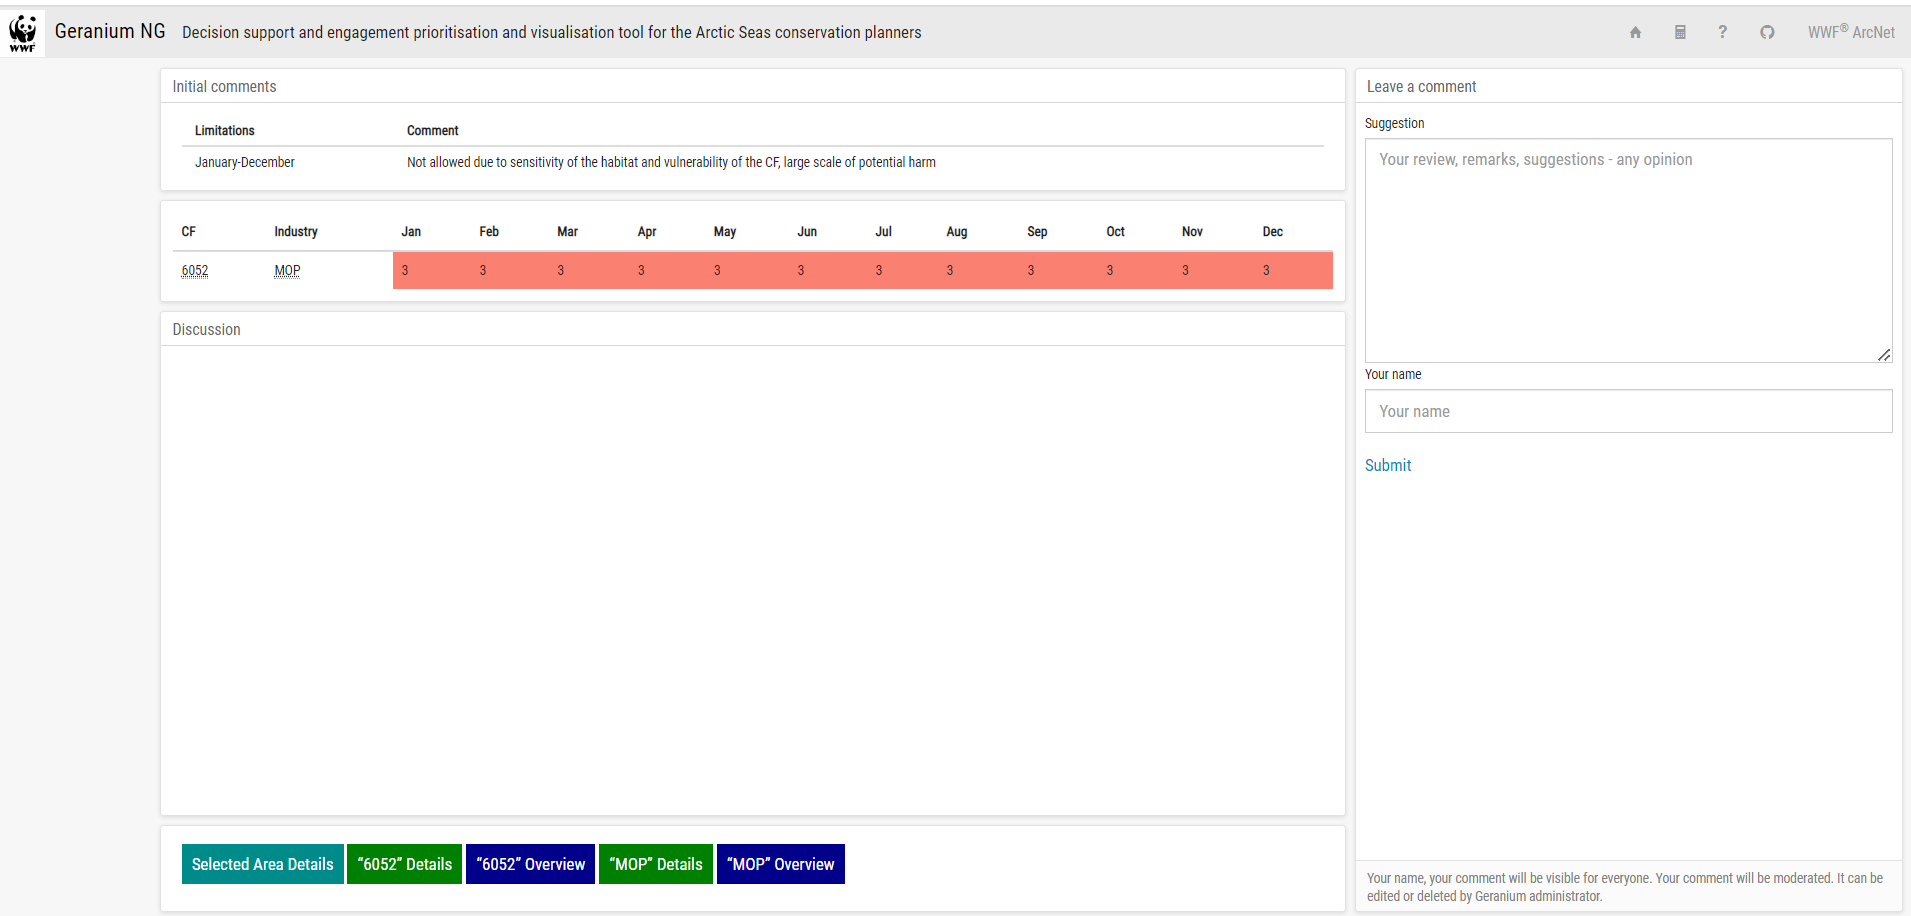 WWF
Geranium NG Decision support and engagement prioritisation and visualisation tool for the Arctic Seas conservation planners ? WWF® ArcNet
Initial comments
Limitations Comment
January-December Not allowed due to sensitivity of the habitat and vulnerability of the CF, large scale of potential harm
CF Industry Jan Feb Mar Apr May Jun Jul Aug Sep Oct Nov Dec
6052 MOP 3 3 3 3 3 3 3 3 3 3 3 3
Discussion
Selected Area Details “6052” Details “6052” Overview “MOP” Details “MOP” Overview
Leave a comment
Suggestion
Your review, remarks, suggestions - any opinion
Your name
Your name
Submit
Your name, your comment will be visible for everyone. Your comment will be moderated. It can be
edited or deleted by Geranium administrator.